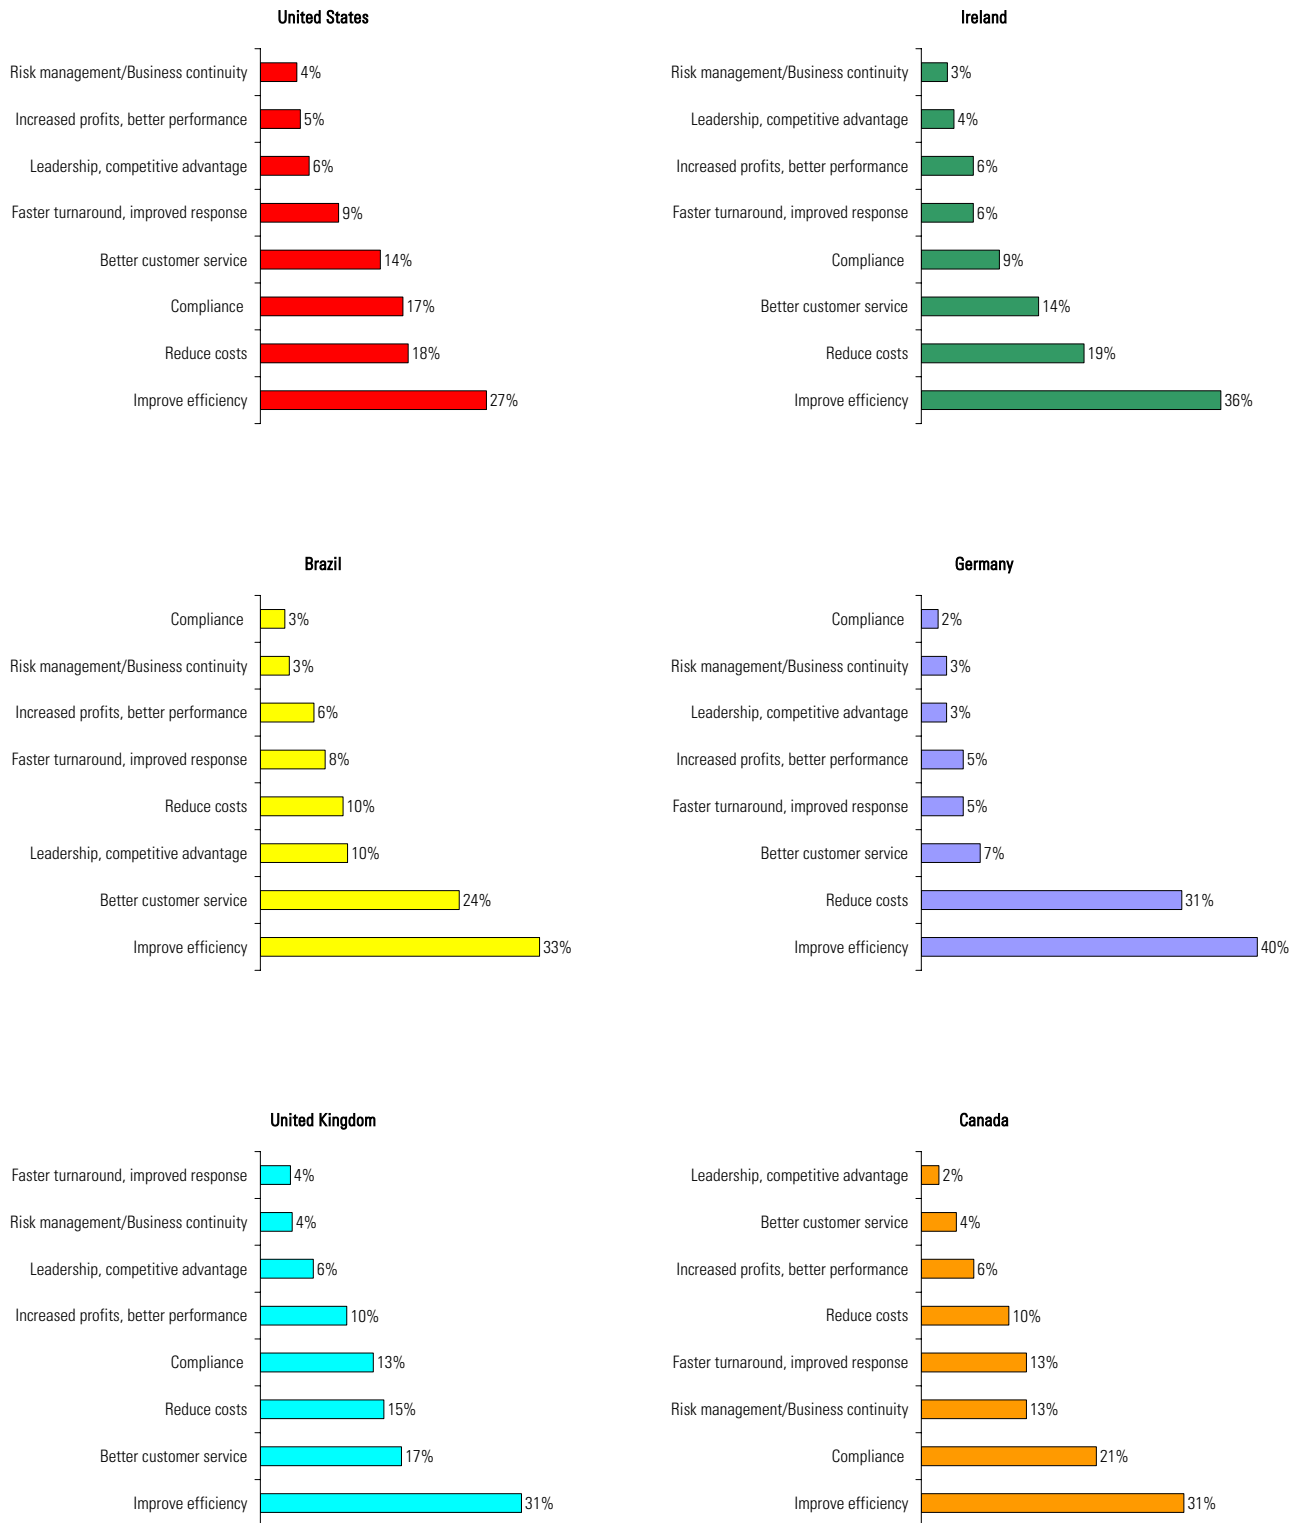 United States
Risk management/Business continuity 4%
Increased profits, better performance 5%
Leadership, competitive advantage 6%
Faster turnaround, improved response 9%
Better customer service 14%
Compliance 17%
Reduce costs 18%
Improve efficiency 27%
Ireland
Risk management/Business continuity 3%
Leadership, competitive advantage 4%
Increased profits, better performance 6%
Faster turnaround, improved response 6%
Compliance 9%
Better customer service 14%
Reduce costs 19%
Improve efficiency 36%
Brazil
Compliance 3%
Risk management/Business continuity 3%
Increased profits, better performance 6%
Faster turnaround, improved response 8%
Reduce costs 10%
Leadership, competitive advantage 10%
Better customer service 24%
Improve efficiency 33%
Germany
Compliance 2%
Risk management/Business continuity 3%
Leadership, competitive advantage 3%
Increased profits, better performance 5%
Faster turnaround, improved response 5%
Better customer service 7%
Reduce costs 31%
Improve efficiency 40%
United Kingdom
Faster turnaround, improved response 4%
Risk management/Business continuity 4%
Leadership, competitive advantage 6%
Increased profits, better performance 10%
Compliance 13%
Reduce costs 15%
Better customer service 17%
Improve efficiency 31%
Canada
Leadership, competitive advantage 2%
Better customer service 4%
Increased profits, better performance 6%
Reduce costs 10%
Faster turnaround, improved response 13%
Risk management/Business continuity 13%
Compliance 21%
Improve efficiency 31%